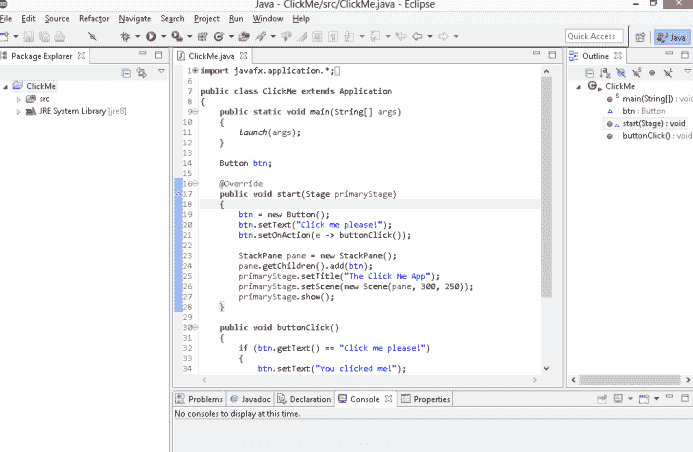 Java - ClickMe/src/ClickMe.java - Eclipse
File Edit Source Refactor Navigate Search Project Run Window Help
Quick Access
Java
Package Explorer
ClickMe
src
JRE System Library [jre8]
ClickMe.java
1 import javafx.application.*;
6
7 public class ClickMe extends Application
8 {
9 public static void main(String[] args)
10 {
11 launch(args);
12 }
13
14 Button btn;
15
16 @Override
17 public void start(Stage primaryStage)
18 {
19 btn = new Button();
20 btn.setText("Click me please!");
21 btn.setOnAction(e -> buttonClick());
22
23 StackPane pane = new StackPane();
24 pane.getChildren().add(btn);
25 primaryStage.setTitle("The Click Me App");
26 primaryStage.setScene(new Scene(pane, 300, 250));
27 primaryStage.show();
28 }
29
30 public void buttonClick()
31 {
32 if (btn.getText() == "Click me please!")
33 {
34 btn.setText("You clicked me!");
Outline
ClickMe
main(String[]) : void
btn : Button
start(Stage) : void
buttonClick() : void
Problems Javadoc Declaration Console Properties
No consoles to display at this time.